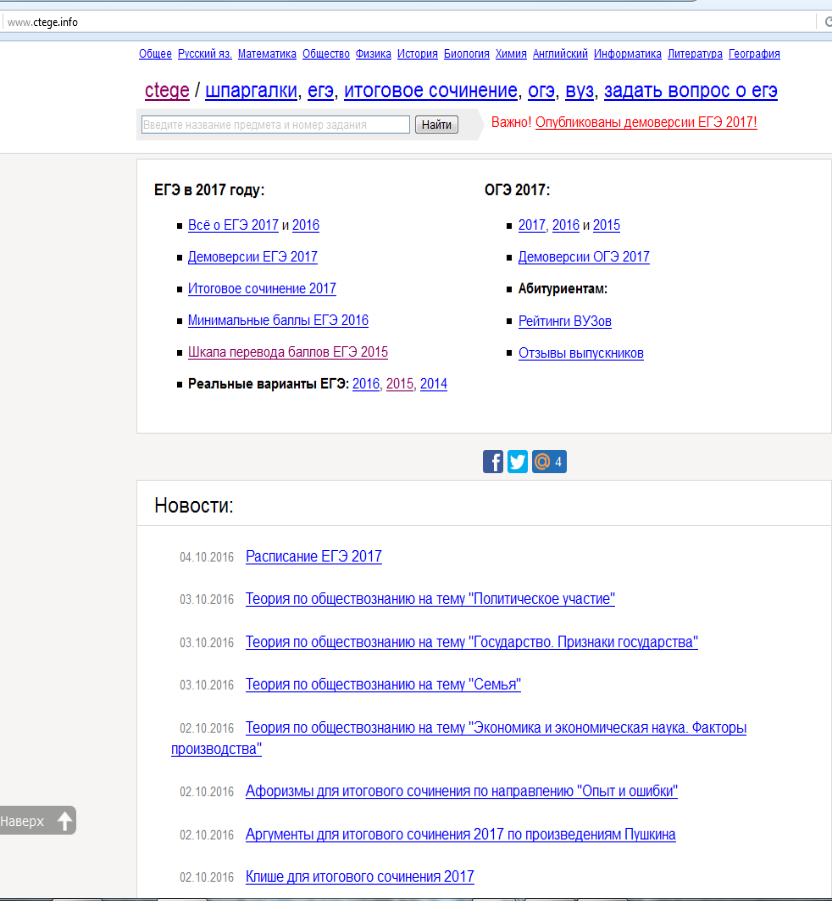 www.ctege.info
Общее Русский яз. Математика Общество Физика История Биология Химия Английский Информатика Литература География
ctege / шпаргалки, егэ, итоговое сочинение, огэ, вуз, задать вопрос о егэ
Введите название предмета и номер задания Найти Важно! Опубликованы демоверсии ЕГЭ 2017!
ЕГЭ в 2017 году:
Всё о ЕГЭ 2017 и 2016
Демоверсии ЕГЭ 2017
Итоговое сочинение 2017
Минимальные баллы ЕГЭ 2016
Шкала перевода баллов ЕГЭ 2015
Реальные варианты ЕГЭ: 2016, 2015, 2014
ОГЭ 2017:
2017, 2016 и 2015
Демоверсии ОГЭ 2017
Абитуриентам:
Рейтинги ВУЗов
Отзывы выпускников
4
Новости:
04.10.2016 Расписание ЕГЭ 2017
03.10.2016 Теория по обществознанию на тему "Политическое участие"
03.10.2016 Теория по обществознанию на тему "Государство. Признаки государства"
03.10.2016 Теория по обществознанию на тему "Семья"
02.10.2016 Теория по обществознанию на тему "Экономика и экономическая наука. Факторы
производства"
02.10.2016 Афоризмы для итогового сочинения по направлению "Опыт и ошибки"
02.10.2016 Аргументы для итогового сочинения 2017 по произведениям Пушкина
02.10.2016 Клише для итогового сочинения 2017
Наверх